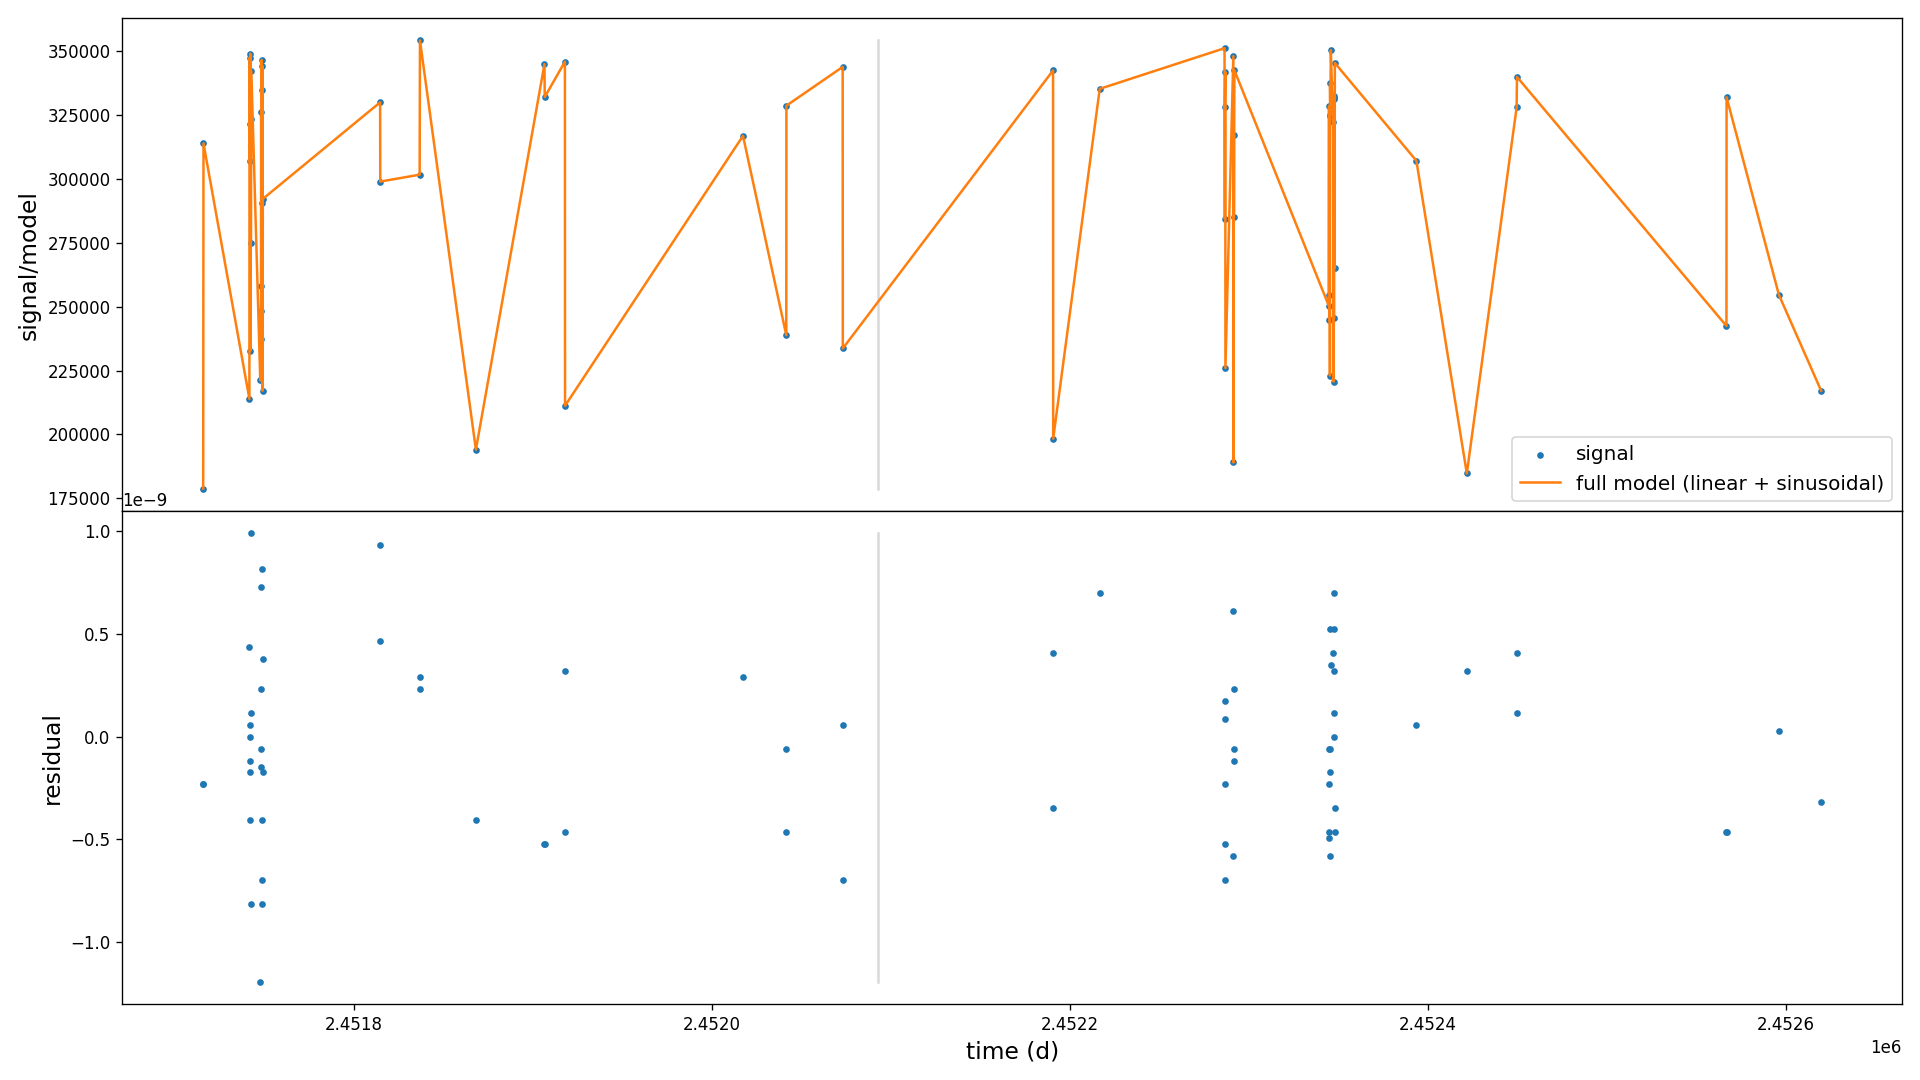 350000
325000
300000
275000
250000
225000
200000
175000
signal/model
signal
full model (linear + sinusoidal)
1e−9
1.0
0.5
0.0
−0.5
−1.0
residual
2.4518
2.4520
2.4522
2.4524
2.4526
time (d)
1e6